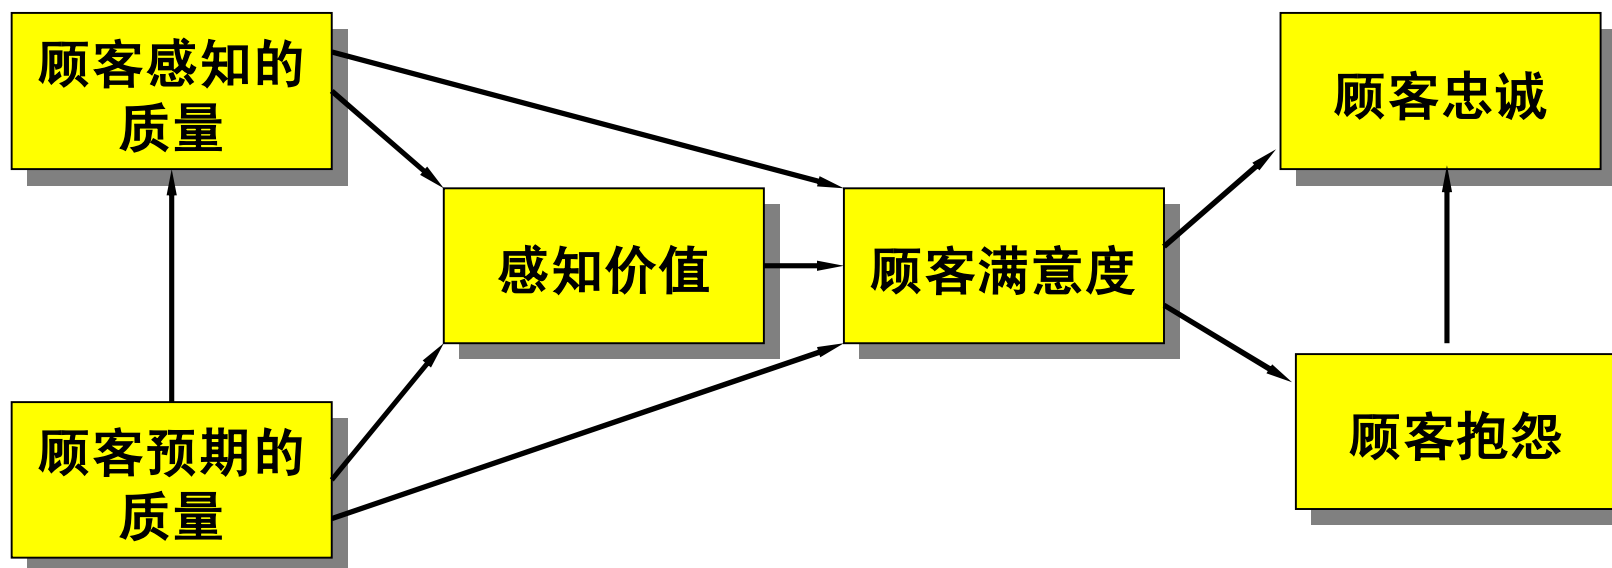 顾客感知的
质量
顾客忠诚
感知价值
顾客满意度
顾客预期的
质量
顾客抱怨